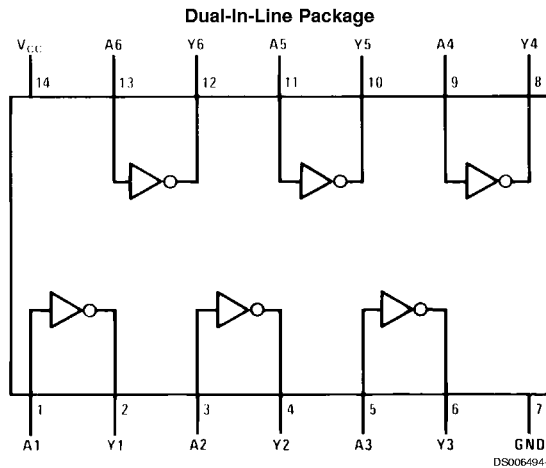 Dual-In-Line Package
VCC A6 Y6 A5 Y5 A4 Y4
14 13 12 11 10 9 8
1 2 3 4 5 6 7
A1 Y1 A2 Y2 A3 Y3 GND
DS006494-